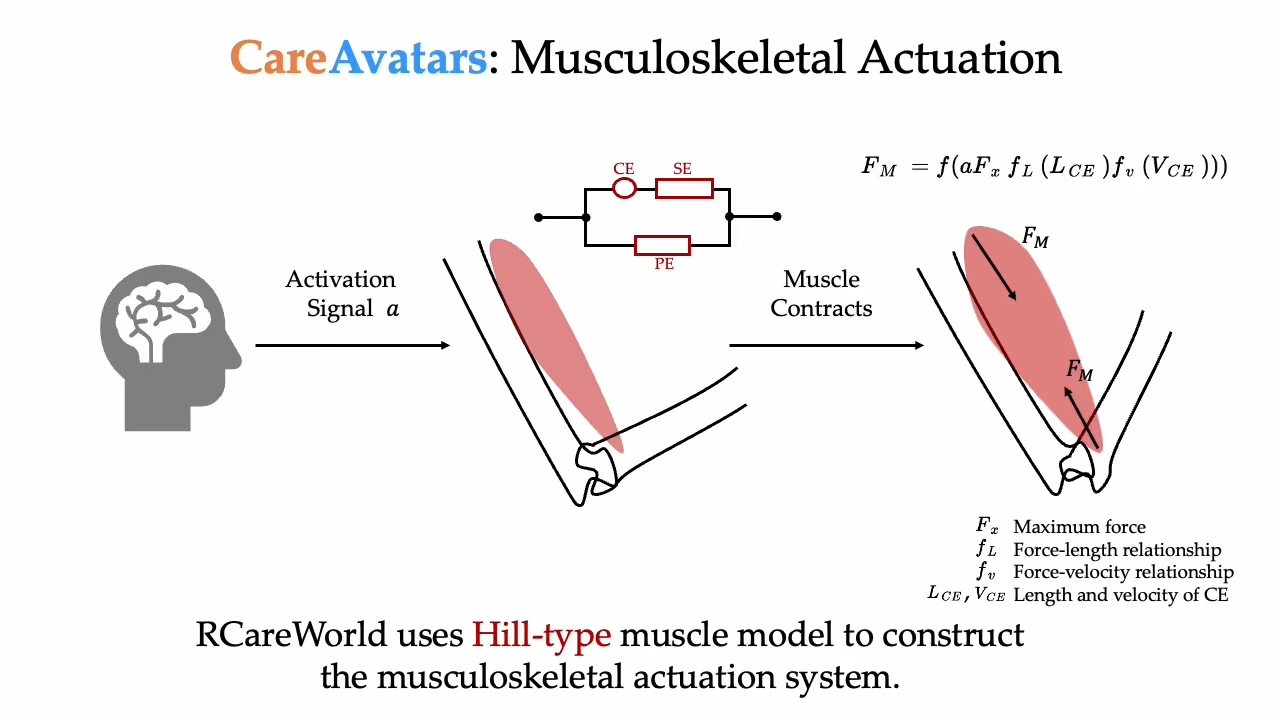 CareAvatars: Musculoskeletal Actuation
CE
SE
PE
F_M = f(aF_x f_L (L_CE )f_v (V_CE )))
Activation
Signal a
Muscle
Contracts
F_M
F_M
F_x Maximum force
f_L Force-length relationship
f_v Force-velocity relationship
L_CE, V_CE Length and velocity of CE
RCareWorld uses Hill-type muscle model to construct
the musculoskeletal actuation system.